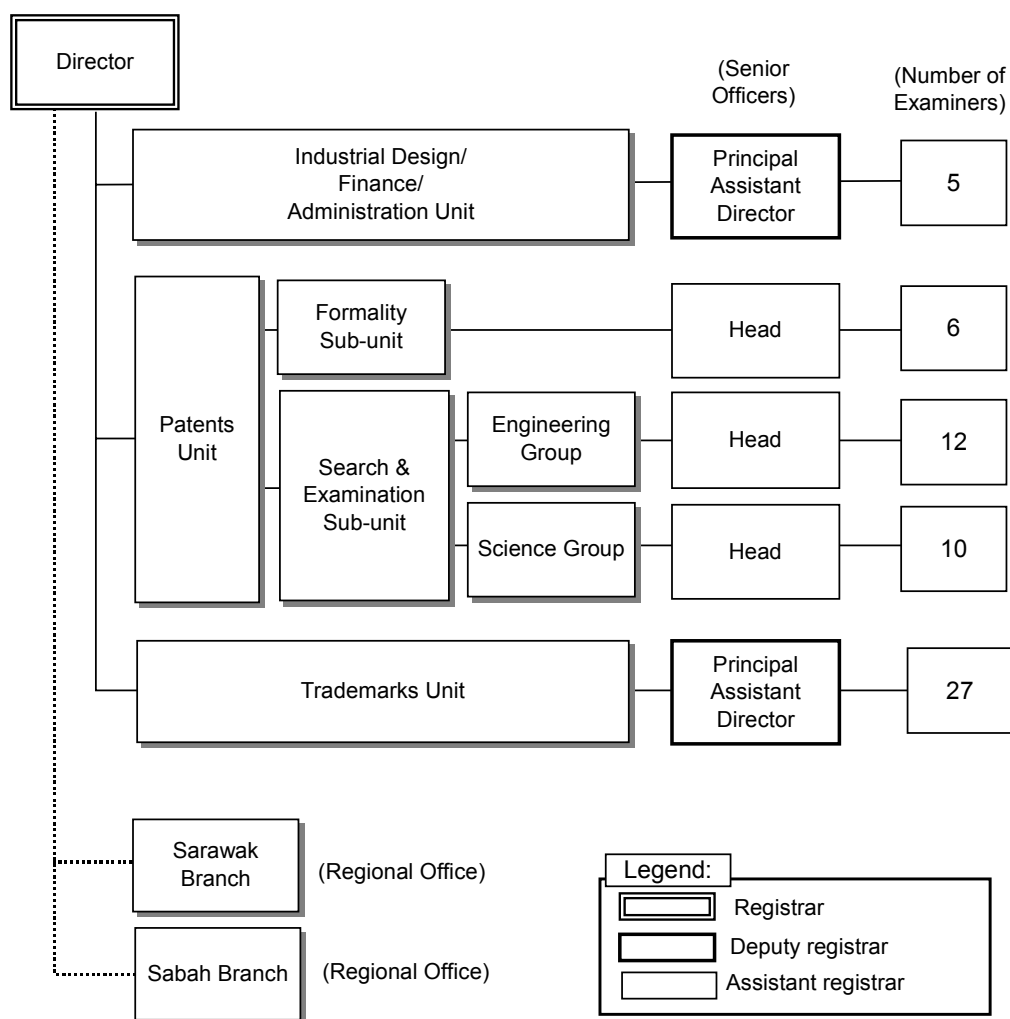 Director
(Senior
Officers)
(Number of
Examiners)
Industrial Design/
Finance/
Administration Unit
Principal
Assistant
Director
5
Patents
Unit
Formality
Sub-unit
Head
6
Search &
Examination
Sub-unit
Engineering
Group
Head
12
Science Group
Head
10
Trademarks Unit
Principal
Assistant
Director
27
Sarawak
Branch
(Regional Office)
Sabah Branch
(Regional Office)
Legend:
Registrar
Deputy registrar
Assistant registrar